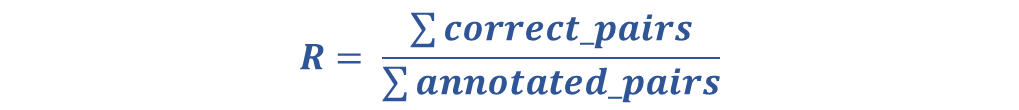 R = ∑ correct_pairs / ∑ annotated_pairs